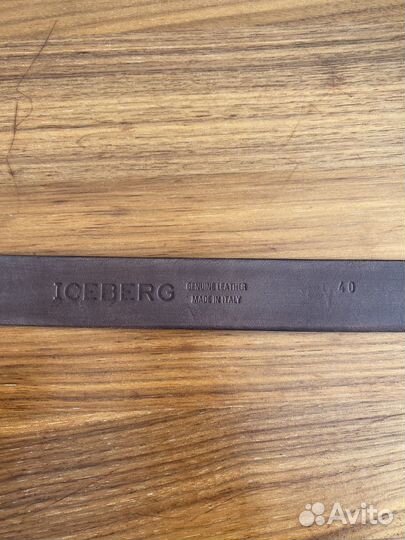 ICEBERG
GENUINE LEATHER
MADE IN ITALY
40
Avito